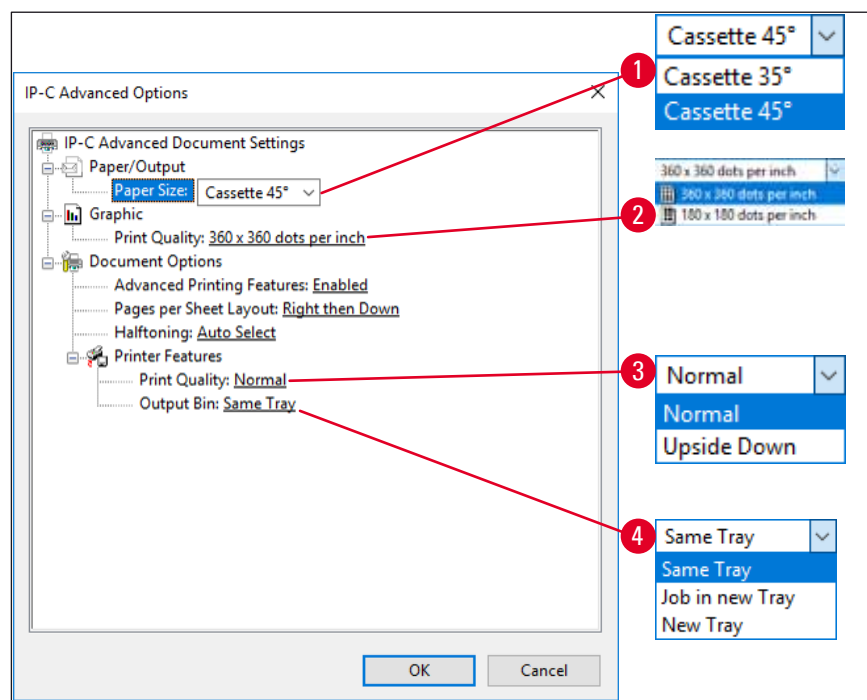 IP-C Advanced Options
IP-C Advanced Document Settings
Paper/Output
Paper Size: Cassette 45°
Graphic
Print Quality: 360 x 360 dots per inch
Document Options
Advanced Printing Features: Enabled
Pages per Sheet Layout: Right then Down
Halftoning: Auto Select
Printer Features
Print Quality: Normal
Output Bin: Same Tray
OK
Cancel
1
Cassette 45°
Cassette 35°
Cassette 45°
2
360 x 360 dots per inch
360 x 360 dots per inch
180 x 180 dots per inch
3
Normal
Normal
Upside Down
4
Same Tray
Same Tray
Job in new Tray
New Tray